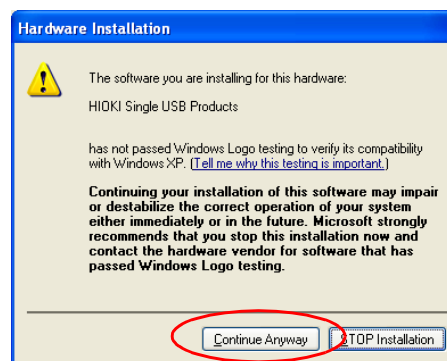 Hardware Installation
The software you are installing for this hardware:
HIOKI Single USB Products
has not passed Windows Logo testing to verify its compatibility
with Windows XP. (Tell me why this testing is important.)
Continuing your installation of this software may impair
or destabilize the correct operation of your system
either immediately or in the future. Microsoft strongly
recommends that you stop this installation now and
contact the hardware vendor for software that has
passed Windows Logo testing.
Continue Anyway STOP Installation